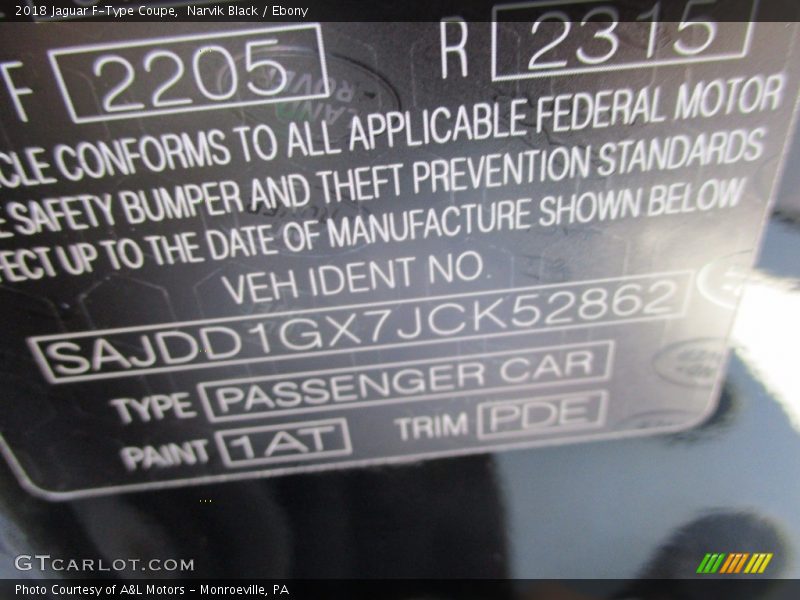 2018 Jaguar F-Type Coupe, Narvik Black / Ebony
F 2205 R 2315
CLE CONFORMS TO ALL APPLICABLE FEDERAL MOTOR
E SAFETY BUMPER AND THEFT PREVENTION STANDARDS
FECT UP TO THE DATE OF MANUFACTURE SHOWN BELOW
VEH IDENT NO.
SAJDD1GX7JCK52862
TYPE PASSENGER CAR
PAINT 1AT TRIM PDE
GTCARLOT.COM
Photo Courtesy of A&L Motors - Monroeville, PA